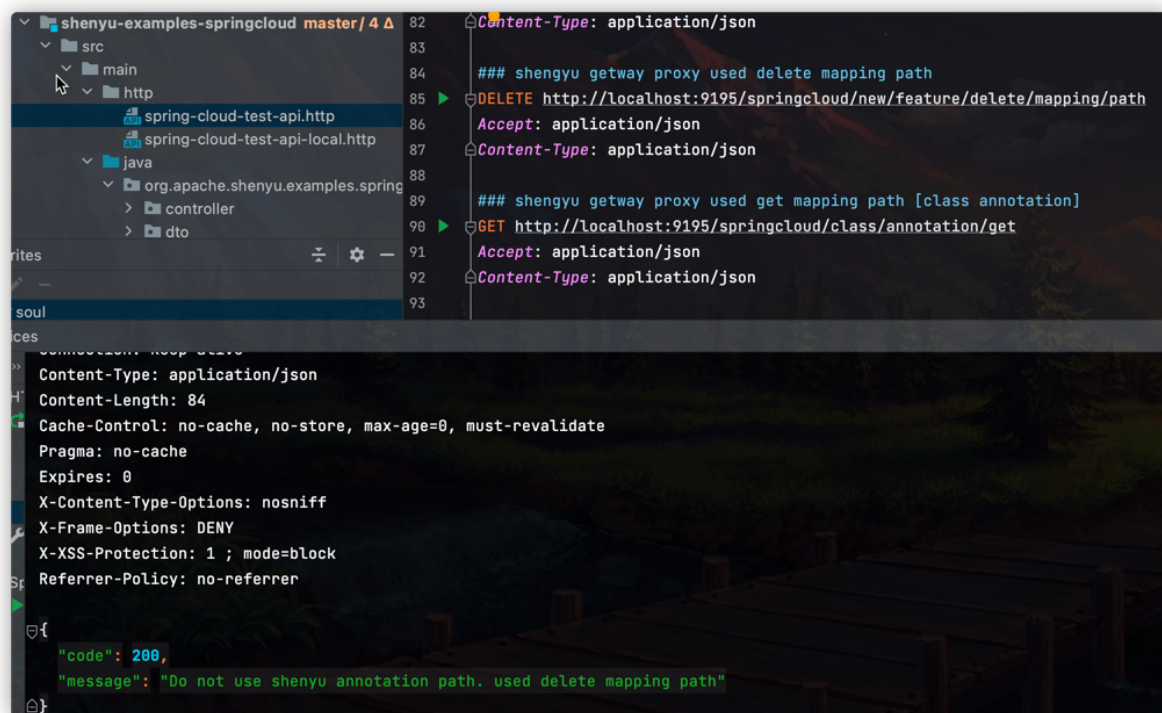 shenyu-examples-springcloud master / 4 Δ
src
main
http
spring-cloud-test-api.http
spring-cloud-test-api-local.http
java
org.apache.shenyu.examples.spring
controller
dto
rites
soul
82 Content-Type: application/json
83
84 ### shengyu getway proxy used delete mapping path
85 DELETE http://localhost:9195/springcloud/new/feature/delete/mapping/path
86 Accept: application/json
87 Content-Type: application/json
88
89 ### shengyu getway proxy used get mapping path [class annotation]
90 GET http://localhost:9195/springcloud/class/annotation/get
91 Accept: application/json
92 Content-Type: application/json
93
ices
Content-Type: application/json
Content-Length: 84
Cache-Control: no-cache, no-store, max-age=0, must-revalidate
Pragma: no-cache
Expires: 0
X-Content-Type-Options: nosniff
X-Frame-Options: DENY
X-XSS-Protection: 1 ; mode=block
Referrer-Policy: no-referrer
{
"code": 200,
"message": "Do not use shenyu annotation path. used delete mapping path"
}